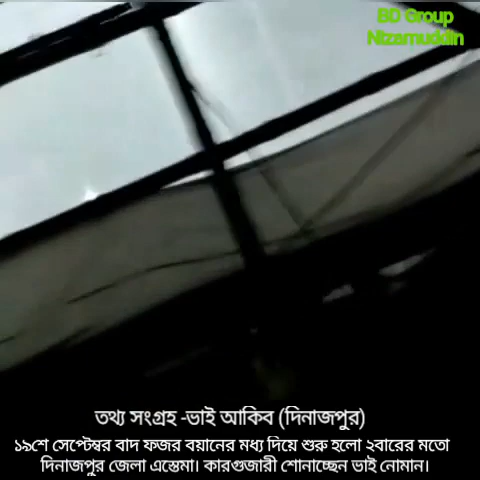 BD Group
Nizamuddin
তথ্য সংগ্রহ -ভাই আকিব (দিনাজপুর)
১৯শে সেপ্টেম্বর বাদ ফজর বয়ানের মধ্য দিয়ে শুরু হলো ২বারের মতো
দিনাজপুর জেলা এস্তেমা। কারগুজারী শোনাচ্ছেন ভাই নোমান।